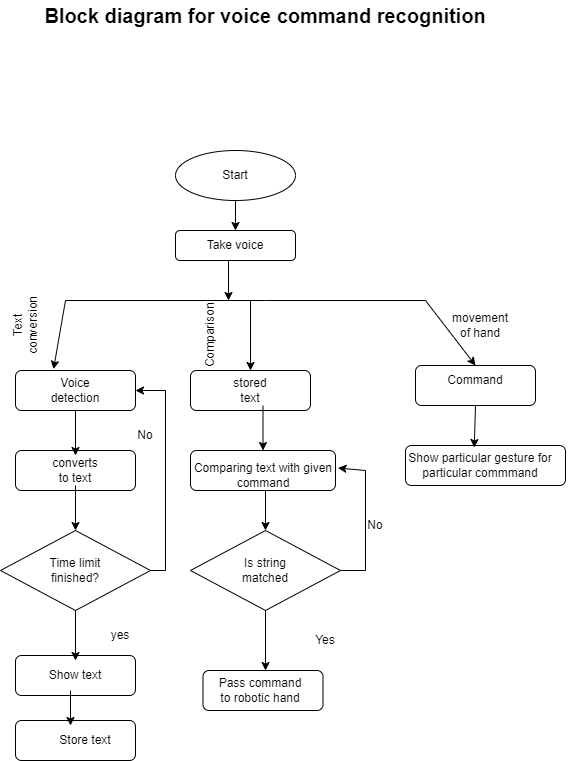 Block diagram for voice command recognition
Start
Take voice
Text
conversion
Comparison
movement
of hand
Voice
detection
stored
text
Command
No
converts
to text
Comparing text with given
command
Show particular gesture for
particular commmand
No
Time limit
finished?
Is string
matched
yes
Yes
Show text
Pass command
to robotic hand
Store text